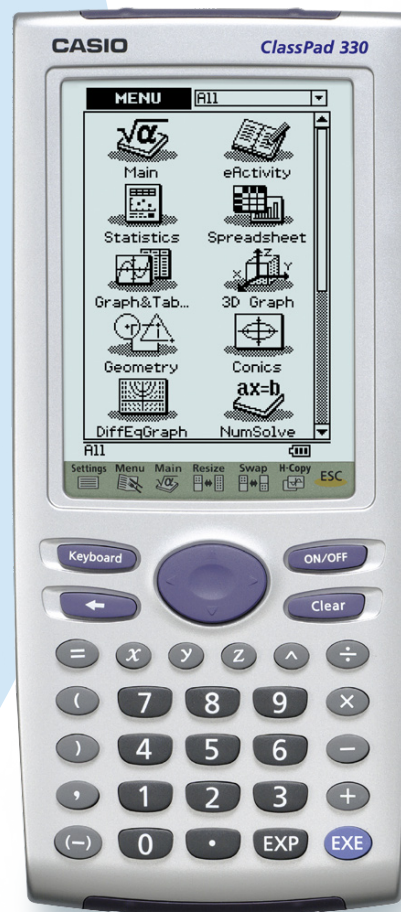 CASIO ClassPad 330
MENU All
√α
Main eActivity
Statistics Spreadsheet
X Z Y
Graph&Tab... 3D Graph
Geometry Conics
ax=b
DiffEqGraph NumSolve
All
Settings Menu Main Resize Swap H-Copy ESC
√α
Keyboard ON/OFF
Clear
= x y z ^ ÷
( 7 8 9 ×
) 4 5 6 −
, 1 2 3 +
(−) 0 • EXP EXE